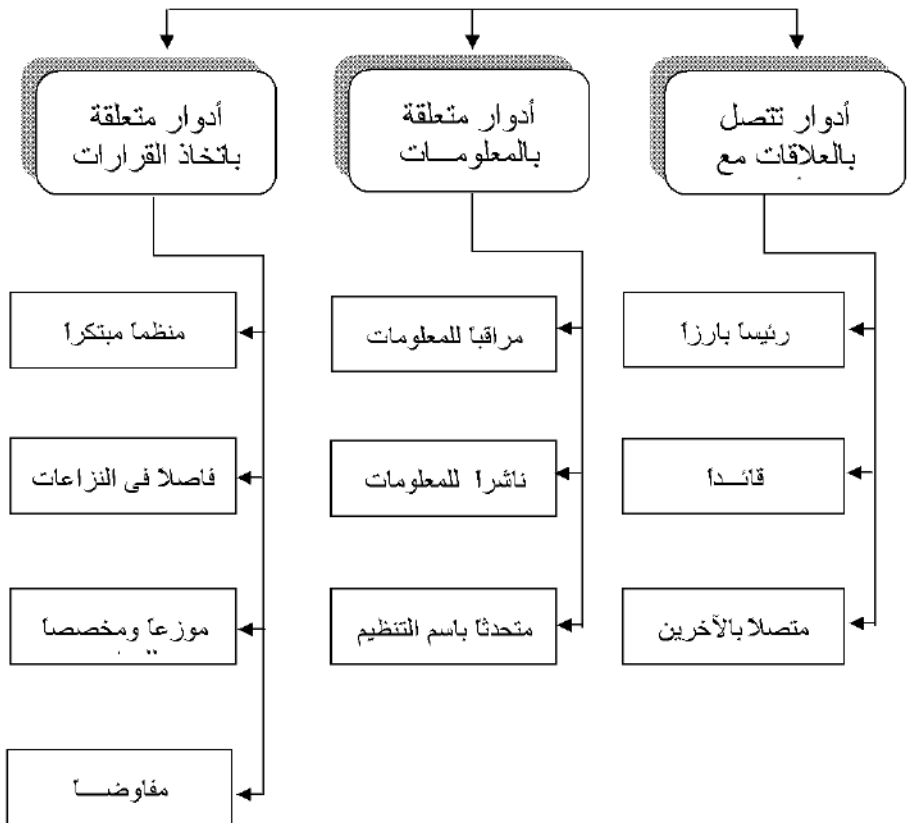 أدوار تتصل
بالعلاقات مع
أدوار متعلقة
بالمعلومـــات
أدوار متعلقة
باتخاذ القرارات
رئيساً بارزاً
مراقباً للمعلومات
منظماً مبتكراً
قائــداً
ناشراً للمعلومات
فاصلاً فى النزاعات
متصلاً بالآخرين
متحدثاً باسم التنظيم
موزعاً ومخصصاً
مفاوضـــاً